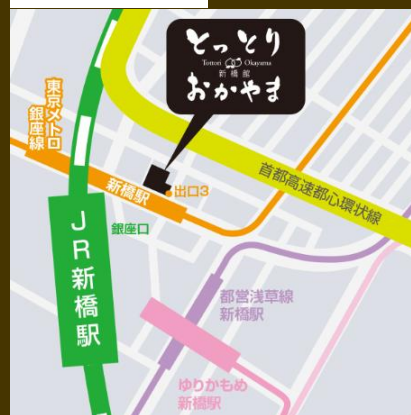 とっとり
Tottori Okayama
新橋館
おかやま
東京メトロ
銀座線
新橋駅
出口3
首都高速都心環状線
銀座口
JR新橋駅
都営浅草線
新橋駅
ゆりかもめ
新橋駅